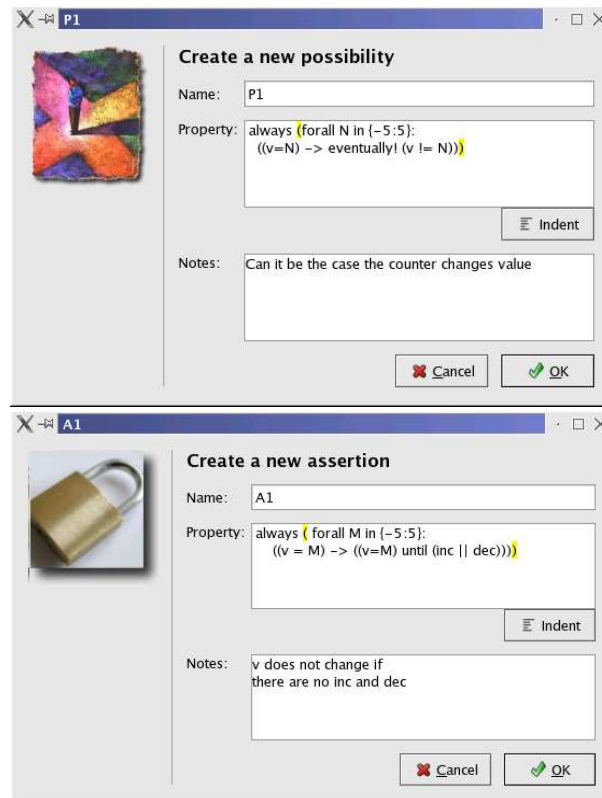 P1
Create a new possibility
Name: P1
Property: always (forall N in {-5:5}:
((v=N) -> eventually! (v != N)))
Indent
Notes: Can it be the case the counter changes value
Cancel OK
A1
Create a new assertion
Name: A1
Property: always ( forall M in {-5:5}:
((v = M) -> ((v=M) until (inc || dec))))
Indent
Notes: v does not change if
there are no inc and dec
Cancel OK